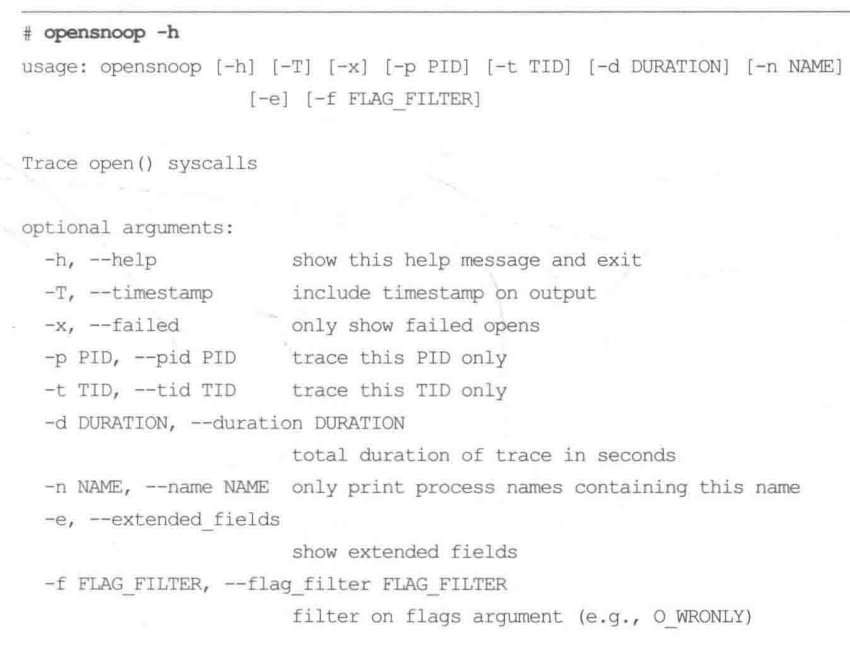 # opensnoop -h
usage: opensnoop [-h] [-T] [-x] [-p PID] [-t TID] [-d DURATION] [-n NAME]
[-e] [-f FLAG_FILTER]
Trace open() syscalls
optional arguments:
-h, --help show this help message and exit
-T, --timestamp include timestamp on output
-x, --failed only show failed opens
-p PID, --pid PID trace this PID only
-t TID, --tid TID trace this TID only
-d DURATION, --duration DURATION
total duration of trace in seconds
-n NAME, --name NAME only print process names containing this name
-e, --extended_fields
show extended fields
-f FLAG_FILTER, --flag_filter FLAG_FILTER
filter on flags argument (e.g., O_WRONLY)